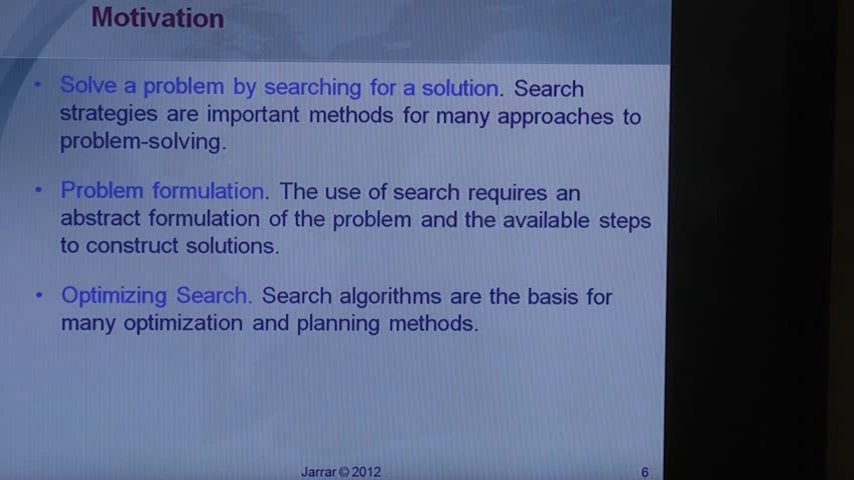 Motivation
• Solve a problem by searching for a solution. Search
strategies are important methods for many approaches to
problem-solving.
• Problem formulation. The use of search requires an
abstract formulation of the problem and the available steps
to construct solutions.
• Optimizing Search. Search algorithms are the basis for
many optimization and planning methods.
Jarrar © 2012
6